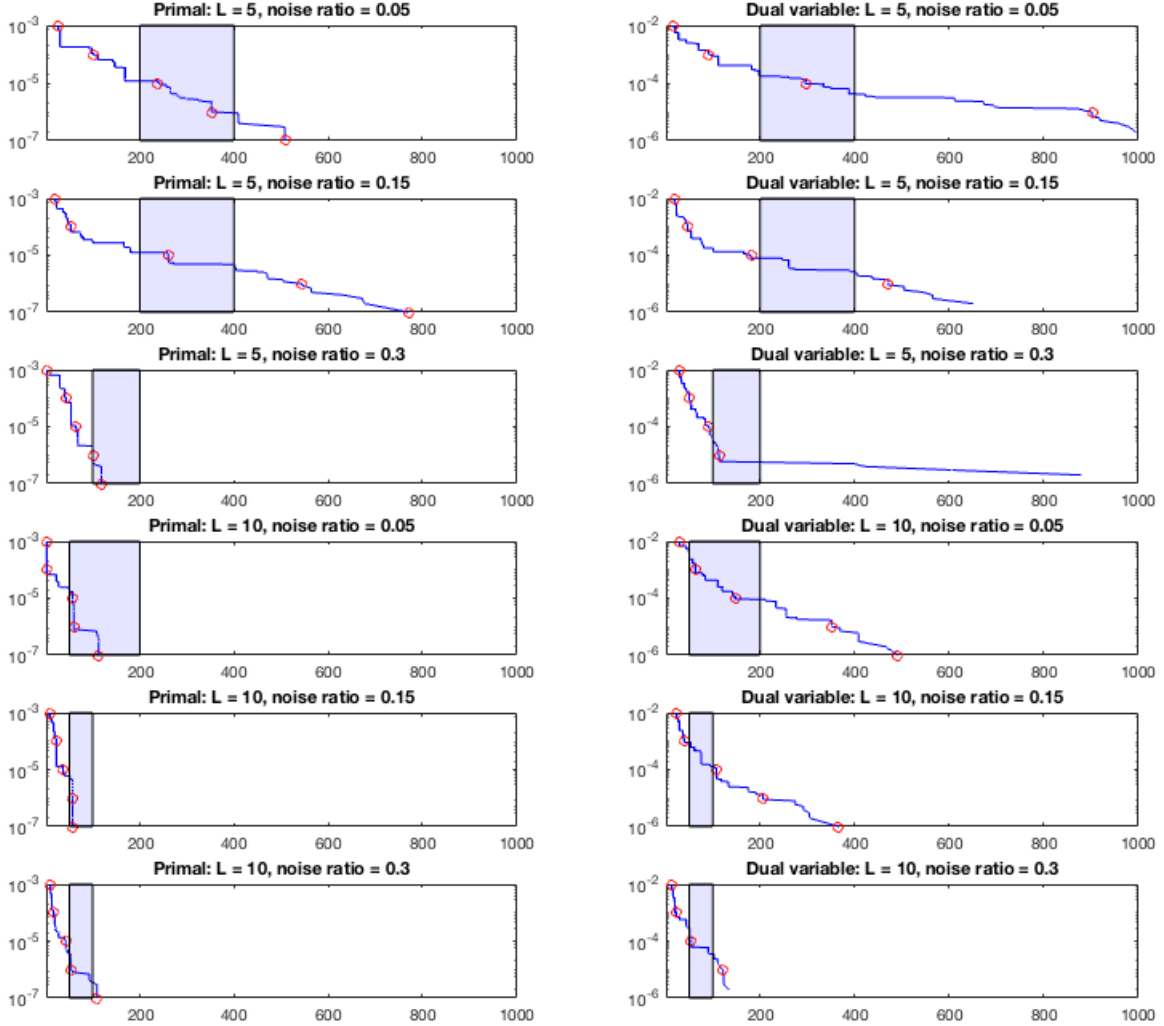 Primal: L = 5, noise ratio = 0.05
10-3
10-5
10-7
200 400 600 800 1000
Dual variable: L = 5, noise ratio = 0.05
10-2
10-4
10-6
200 400 600 800 1000
Primal: L = 5, noise ratio = 0.15
10-3
10-5
10-7
200 400 600 800 1000
Dual variable: L = 5, noise ratio = 0.15
10-2
10-4
10-6
200 400 600 800 1000
Primal: L = 5, noise ratio = 0.3
10-3
10-5
10-7
200 400 600 800 1000
Dual variable: L = 5, noise ratio = 0.3
10-2
10-4
10-6
200 400 600 800 1000
Primal: L = 10, noise ratio = 0.05
10-3
10-5
10-7
200 400 600 800 1000
Dual variable: L = 10, noise ratio = 0.05
10-2
10-4
10-6
200 400 600 800 1000
Primal: L = 10, noise ratio = 0.15
10-3
10-5
10-7
200 400 600 800 1000
Dual variable: L = 10, noise ratio = 0.15
10-2
10-4
10-6
200 400 600 800 1000
Primal: L = 10, noise ratio = 0.3
10-3
10-5
10-7
200 400 600 800 1000
Dual variable: L = 10, noise ratio = 0.3
10-2
10-4
10-6
200 400 600 800 1000